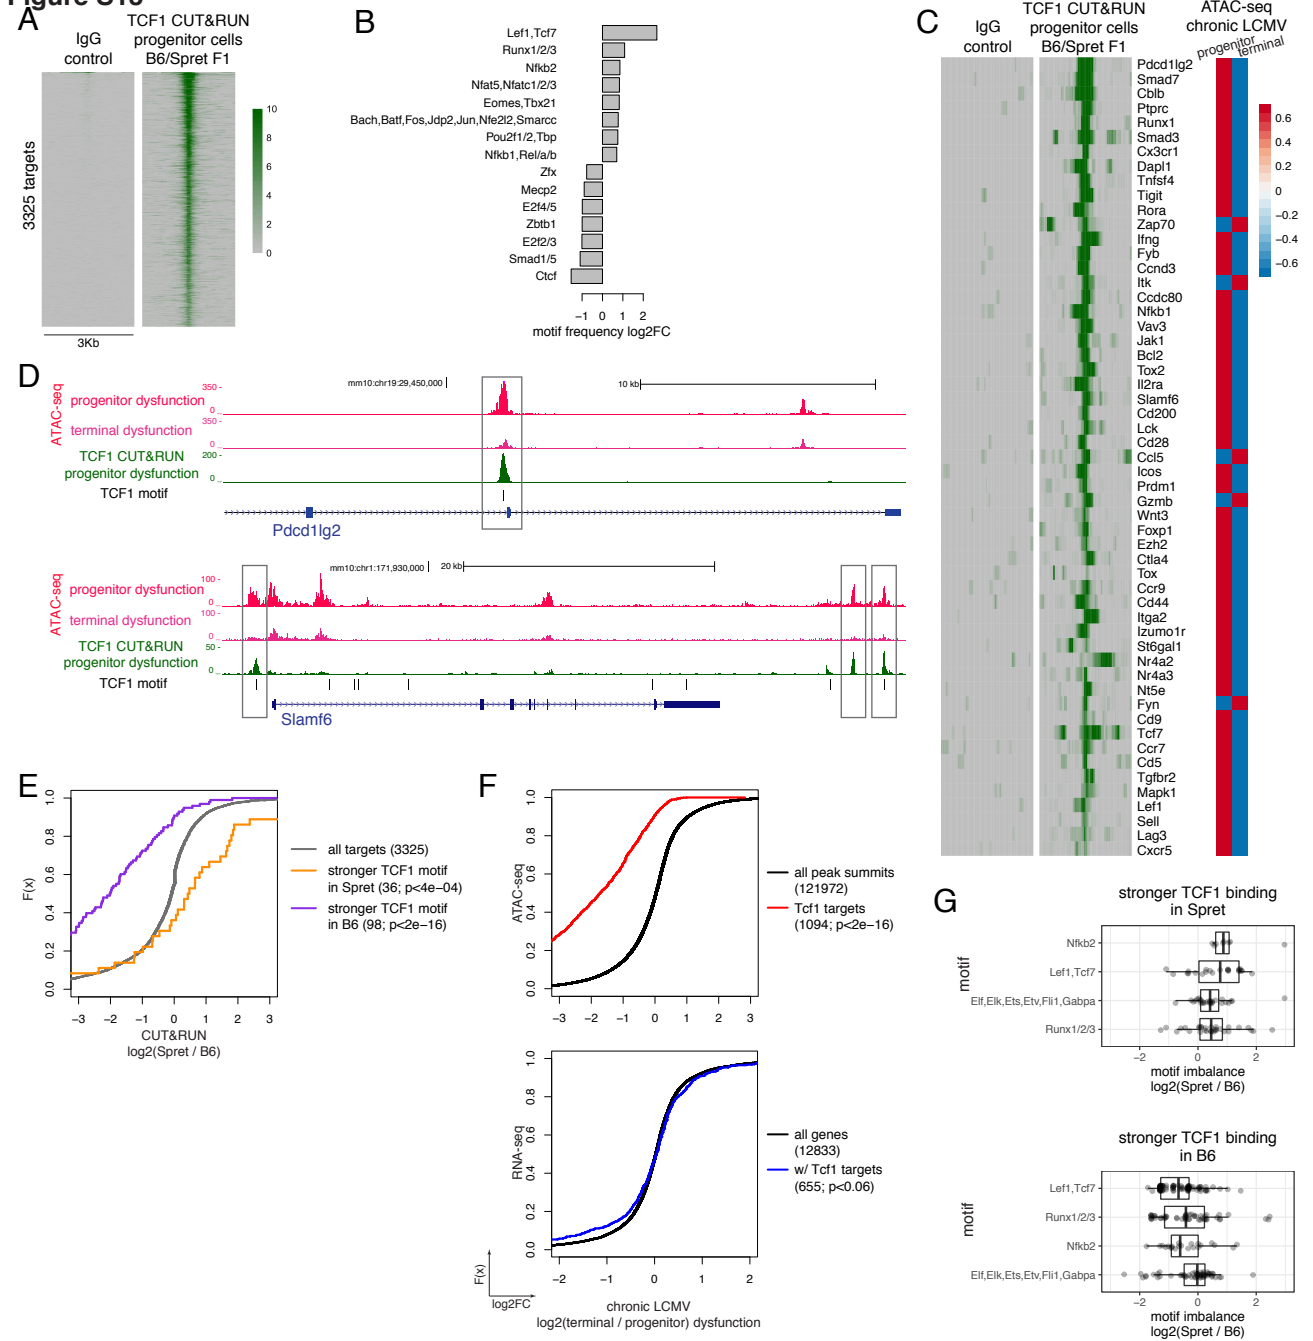 A
IgG
control
TCF1 CUT&RUN
progenitor cells
B6/Spret F1
3325 targets
10
8
6
4
2
0
3Kb
B
Lef1,Tcf7
Runx1/2/3
Nfkb2
Nfat5,Nfatc1/2/3
Eomes,Tbx21
Bach,Batf,Fos,Jdp2,Jun,Nfe2l2,Smarcc
Pou2f1/2,Tbp
Nfkb1,Rel/a/b
Zfx
Mecp2
E2f4/5
Zbtb1
E2f2/3
Smad1/5
Ctcf
−1 0 1 2
motif frequency log2FC
C
IgG
control
TCF1 CUT&RUN
progenitor cells
B6/Spret F1
ATAC-seq
chronic LCMV
progenitor
terminal
Pdcd1lg2
Smad7
Cblb
Ptprc
Runx1
Smad3
Cx3cr1
Dapl1
Tnfsf4
Tigit
Rora
Zap70
Ifng
Fyb
Ccnd3
Itk
Ccdc80
Nfkb1
Vav3
Jak1
Bcl2
Tox2
Il2ra
Slamf6
Cd200
Lck
Cd28
Ccl5
Icos
Prdm1
Gzmb
Wnt3
Foxp1
Ezh2
Ctla4
Tox
Ccr9
Cd44
Itga2
Izumo1r
St6gal1
Nr4a2
Nr4a3
Nt5e
Fyn
Cd9
Tcf7
Ccr7
Cd5
Tgfbr2
Mapk1
Lef1
Sell
Lag3
Cxcr5
0.6
0.4
0.2
0
−0.2
−0.4
−0.6
D
ATAC-seq
mm10:chr19:29,450,000
10 kb
progenitor dysfunction
350
0
terminal dysfunction
350
0
TCF1 CUT&RUN
progenitor dysfunction
200
0
TCF1 motif
Pdcd1lg2
ATAC-seq
mm10:chr1:171,930,000
20 kb
progenitor dysfunction
100
0
terminal dysfunction
100
0
TCF1 CUT&RUN
progenitor dysfunction
50
0
TCF1 motif
Slamf6
E
F(x)
1.0
0.8
0.6
0.4
0.2
0.0
−3 −2 −1 0 1 2 3
CUT&RUN
log2(Spret / B6)
all targets (3325)
stronger TCF1 motif
in Spret (36; p<4e−04)
stronger TCF1 motif
in B6 (98; p<2e−16)
F
ATAC-seq
1.0
0.8
0.6
0.4
0.2
0.0
−3 −2 −1 0 1 2 3
all peak summits
(121972)
Tcf1 targets
(1094; p<2e−16)
RNA-seq
1.0
0.8
0.6
0.4
0.2
0.0
−2 −1 0 1 2
all genes
(12833)
w/ Tcf1 targets
(655; p<0.06)
F(x)
log2FC
chronic LCMV
log2(terminal / progenitor) dysfunction
G
stronger TCF1 binding
in Spret
motif
Nfkb2
Lef1,Tcf7
Elf,Elk,Ets,Etv,Fli1,Gabpa
Runx1/2/3
−2 0 2
motif imbalance
log2(Spret / B6)
stronger TCF1 binding
in B6
motif
Lef1,Tcf7
Runx1/2/3
Nfkb2
Elf,Elk,Ets,Etv,Fli1,Gabpa
−2 0 2
motif imbalance
log2(Spret / B6)